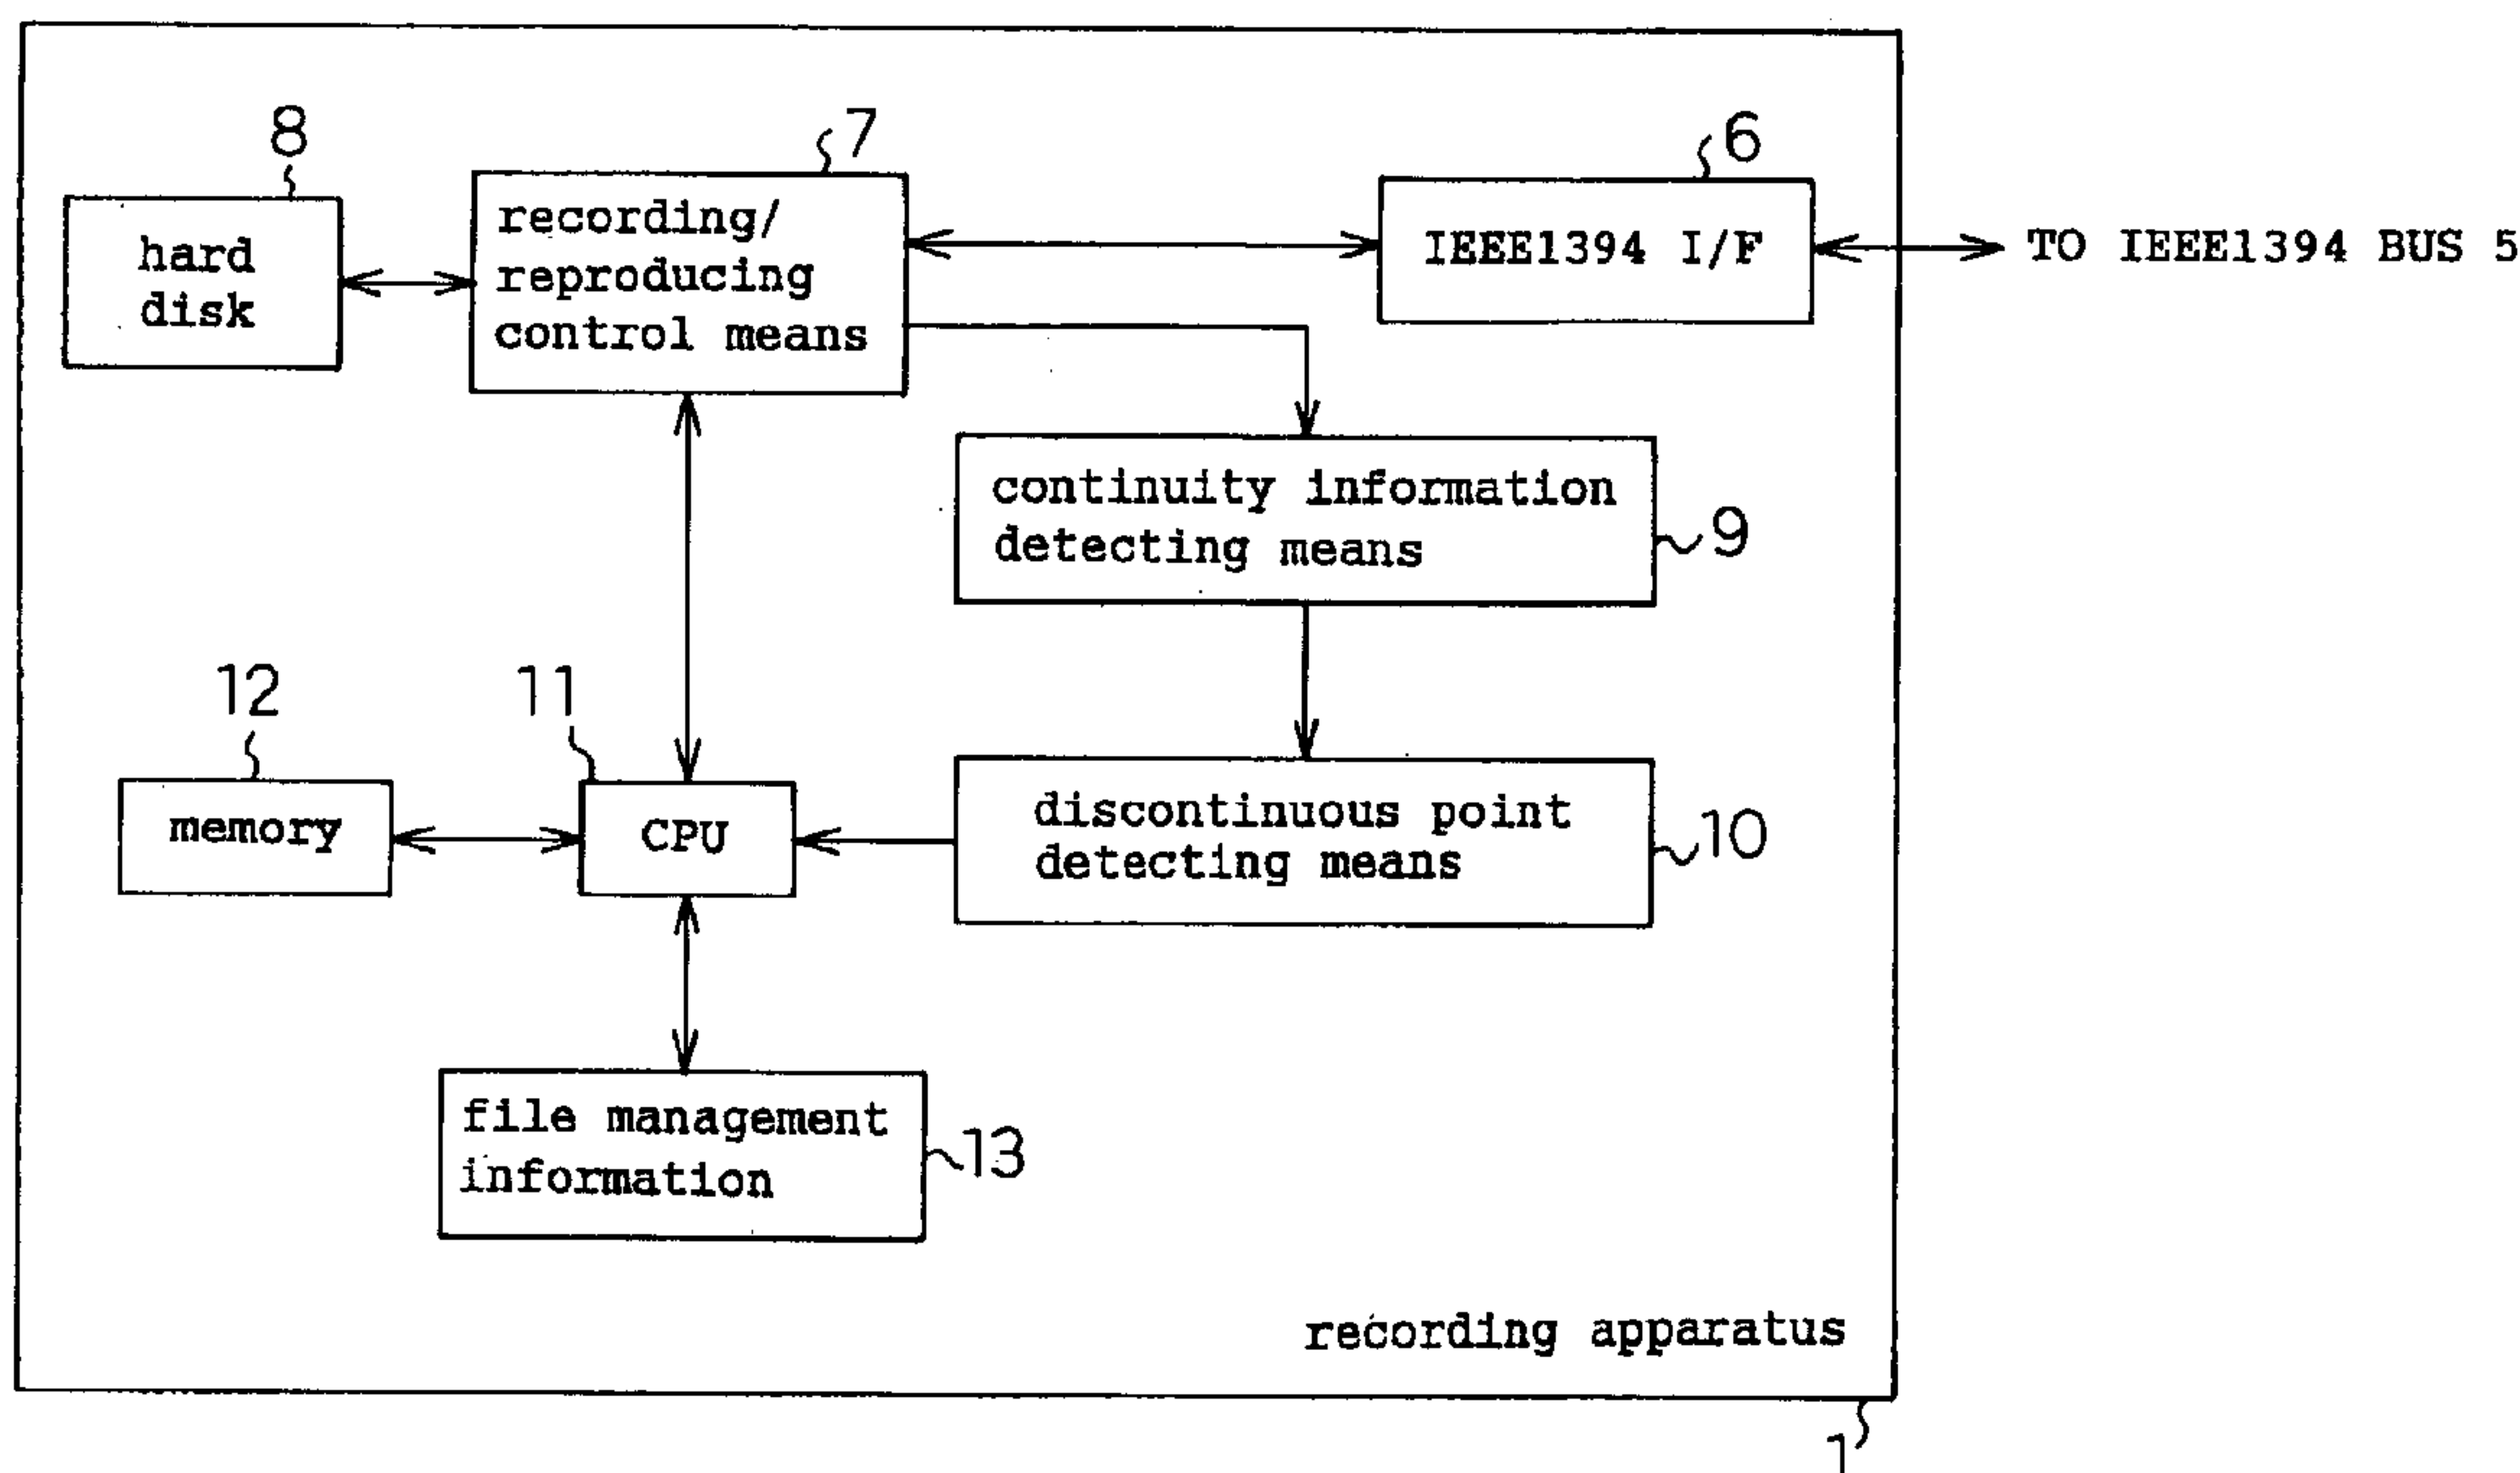 8
7
6
hard
disk
recording/
reproducing
control means
IEEE1394 I/F
TO IEEE1394 BUS 5
continuity information
detecting means
9
12
11
memory
CPU
discontinuous point
detecting means
10
file management
information
13
recording apparatus
1